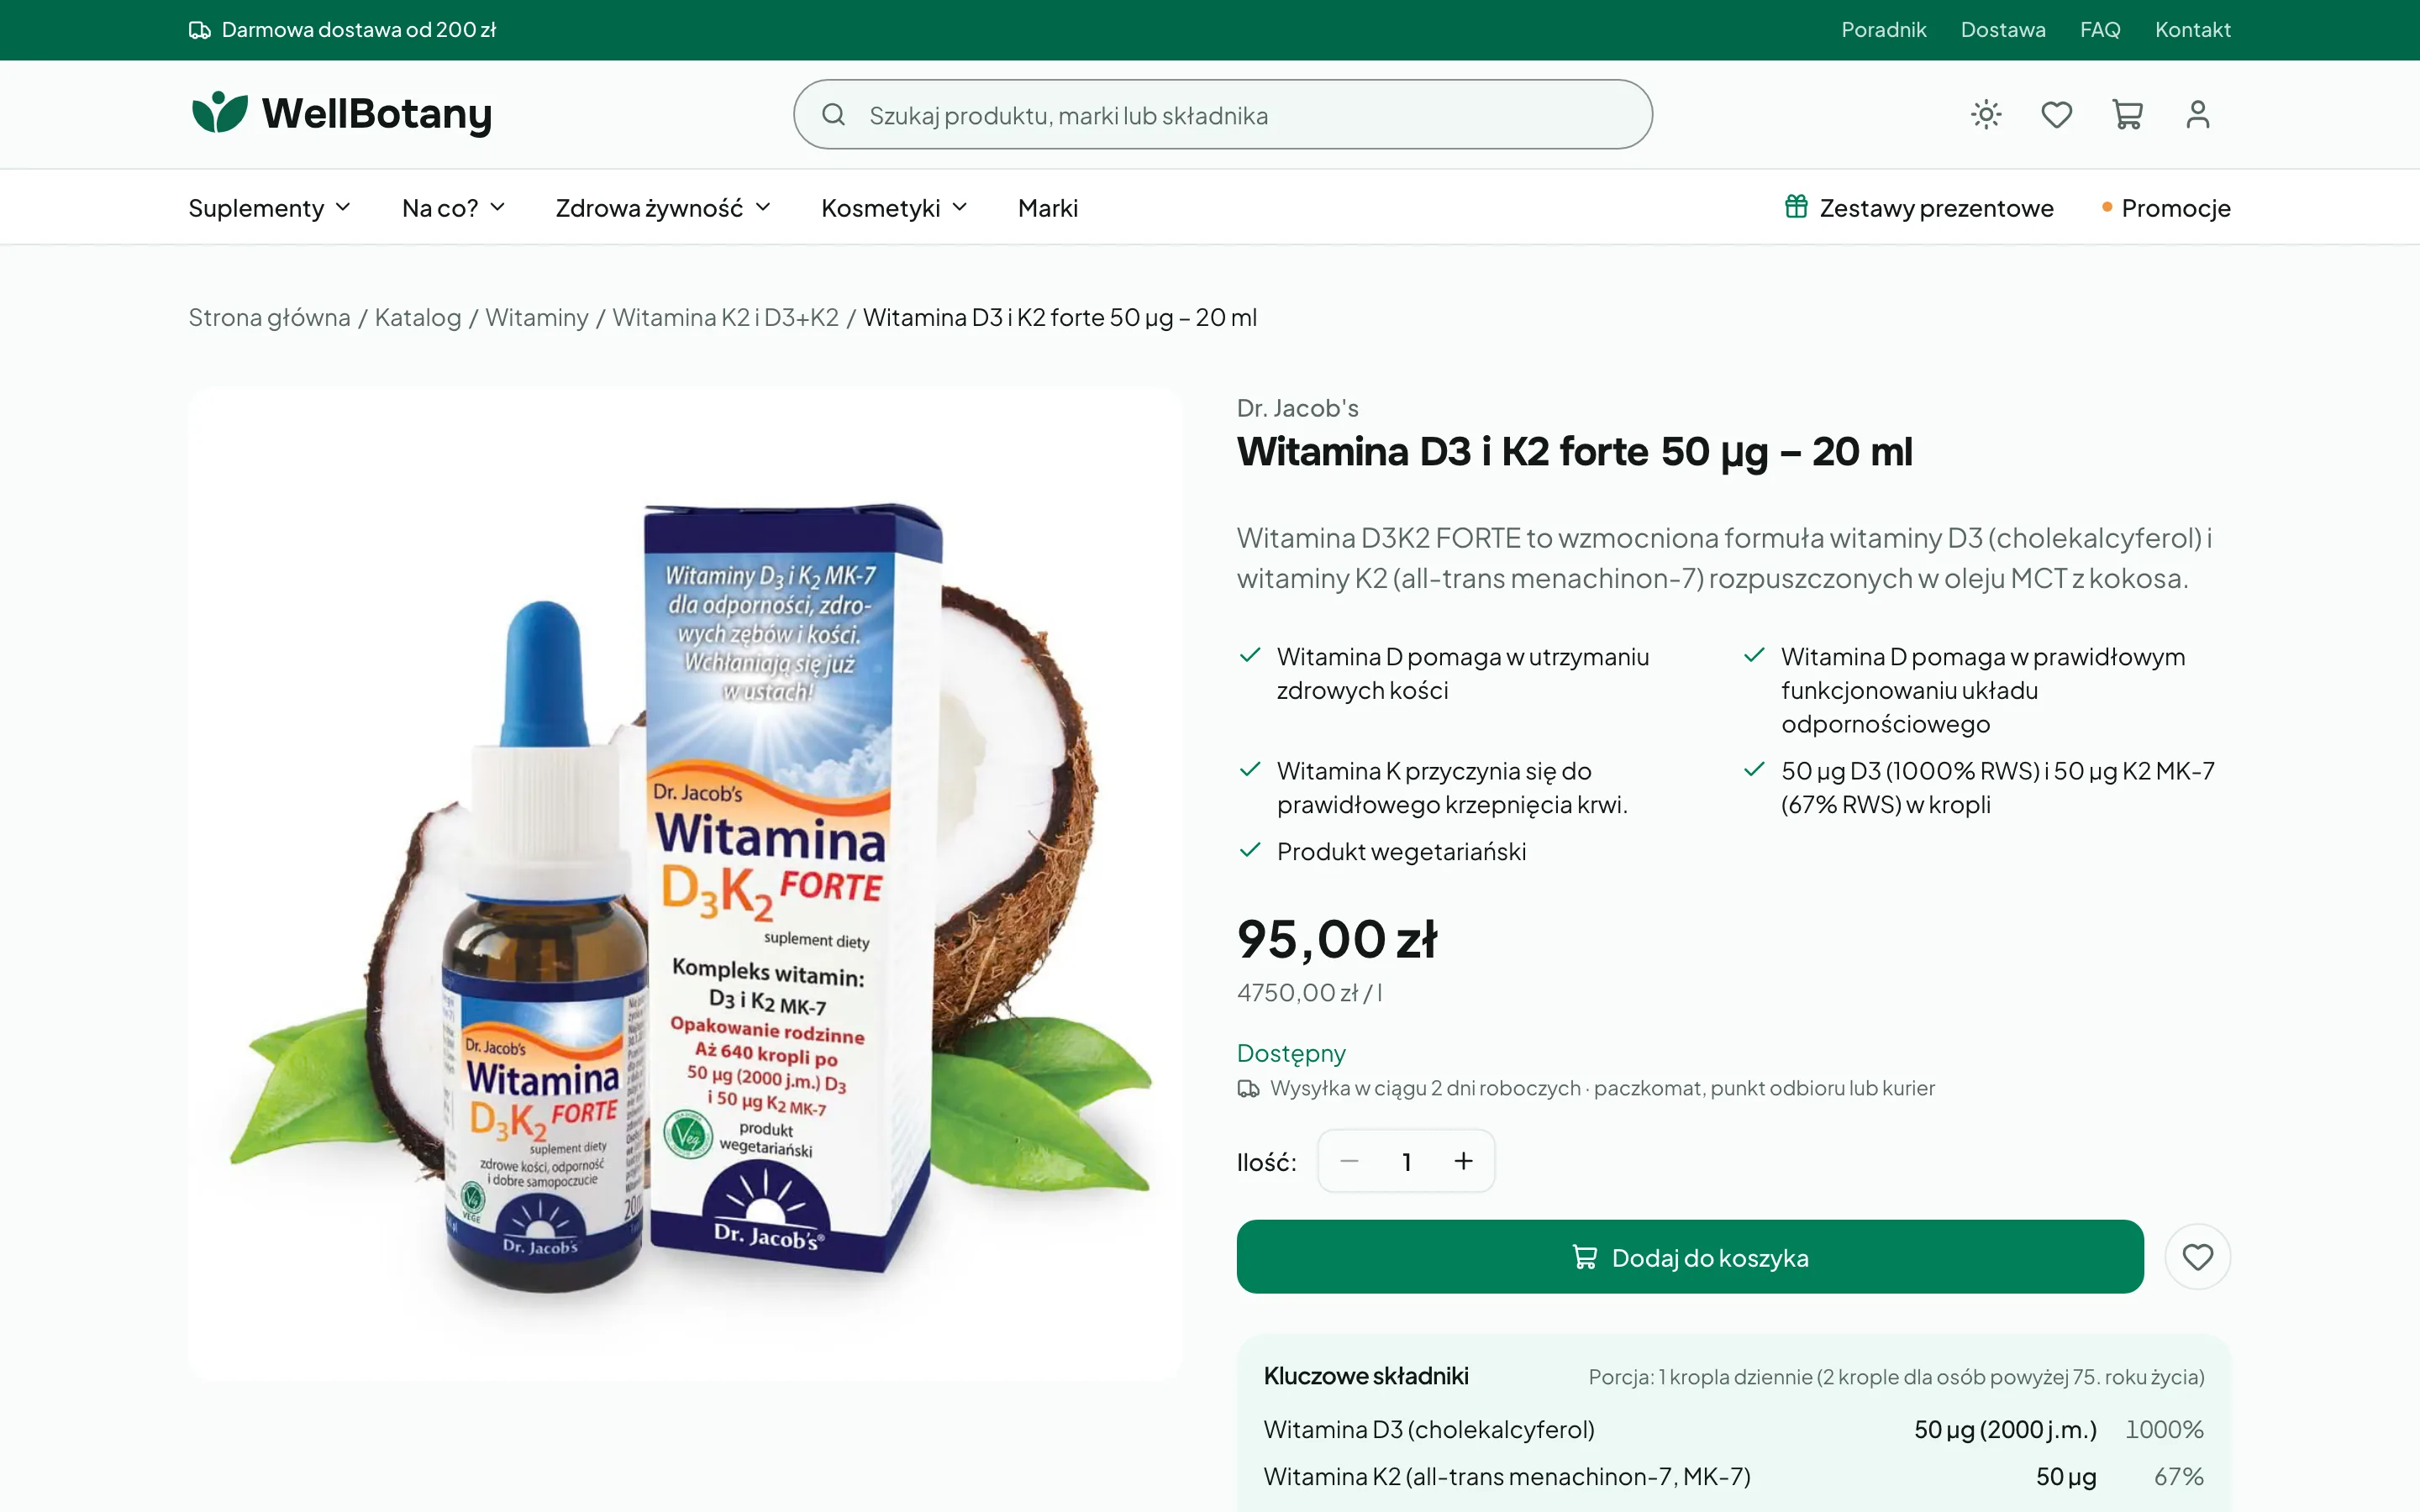 Darmowa dostawa od 200 zł
Poradnik Dostawa FAQ Kontakt
WellBotany
Szukaj produktu, marki lub składnika
Suplementy Na co? Zdrowa żywność Kosmetyki Marki
Zestawy prezentowe Promocje
Strona główna / Katalog / Witaminy / Witamina K2 i D3+K2 / Witamina D3 i K2 forte 50 µg – 20 ml
Witaminy D3 i K2 MK-7
dla odporności, zdro-
wych zębów i kości.
Wchłaniają się już
w ustach!
Dr. Jacob's
Witamina
D3K2 FORTE
suplement diety
Kompleks witamin:
D3 i K2 MK-7
Opakowanie rodzinne
Aż 640 kropli po
50 µg (2000 j.m.) D3
i 50 µg K2 MK-7
Veg
produkt
wegetariański
Dr. Jacob's®
Dr. Jacob's
Witamina
D3K2 FORTE
suplement diety
zdrowe kości, odporność
i dobre samopoczucie
VEGE
Dr. Jacob's
Dr. Jacob's
Witamina D3 i K2 forte 50 µg – 20 ml
Witamina D3K2 FORTE to wzmocniona formuła witaminy D3 (cholekalcyferol) i
witaminy K2 (all-trans menachinon-7) rozpuszczonych w oleju MCT z kokosa.
Witamina D pomaga w utrzymaniu
zdrowych kości
Witamina D pomaga w prawidłowym
funkcjonowaniu układu
odpornościowego
Witamina K przyczynia się do
prawidłowego krzepnięcia krwi.
50 µg D3 (1000% RWS) i 50 µg K2 MK-7
(67% RWS) w kropli
Produkt wegetariański
95,00 zł
4750,00 zł / l
Dostępny
Wysyłka w ciągu 2 dni roboczych · paczkomat, punkt odbioru lub kurier
Ilość: 1
Dodaj do koszyka
Kluczowe składniki Porcja: 1 kropla dziennie (2 krople dla osób powyżej 75. roku życia)
Witamina D3 (cholekalcyferol) 50 µg (2000 j.m.) 1000%
Witamina K2 (all-trans menachinon-7, MK-7) 50 µg 67%